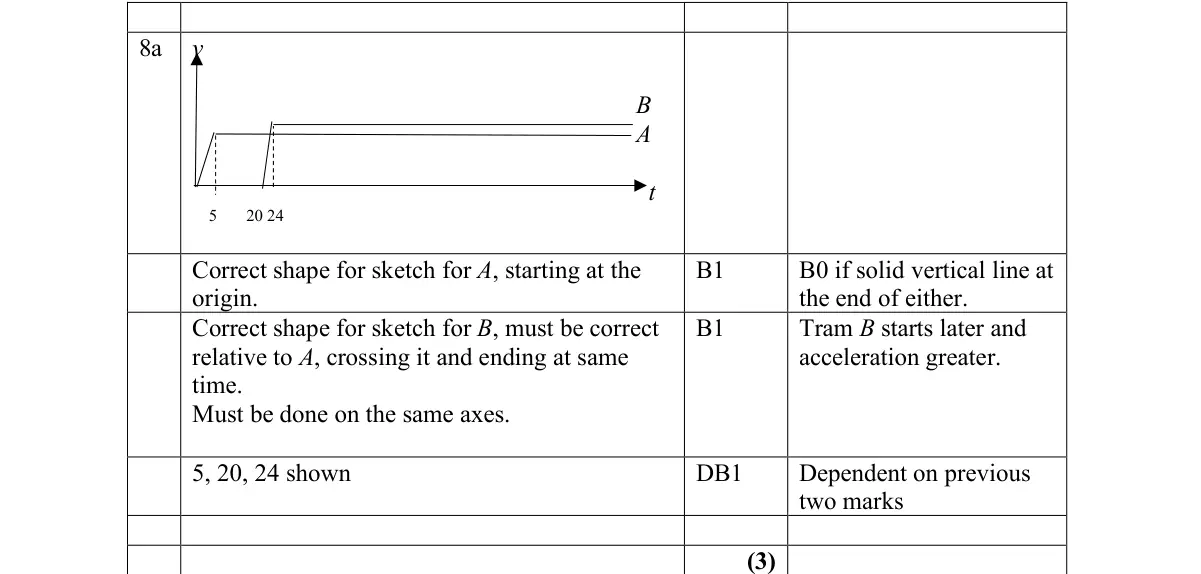 8a
v
B
A
t
5 20 24
Correct shape for sketch for A, starting at the
origin.
B1
B0 if solid vertical line at
the end of either.
Correct shape for sketch for B, must be correct
relative to A, crossing it and ending at same
time.
Must be done on the same axes.
B1
Tram B starts later and
acceleration greater.
5, 20, 24 shown
DB1
Dependent on previous
two marks
(3)